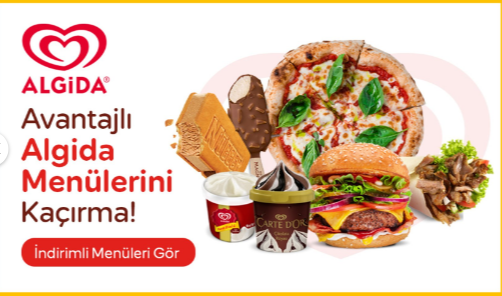 ALGiDA®
Avantajlı
Algida
Menülerini
Kaçırma!
İndirimli Menüleri Gör
CARTE D'OR